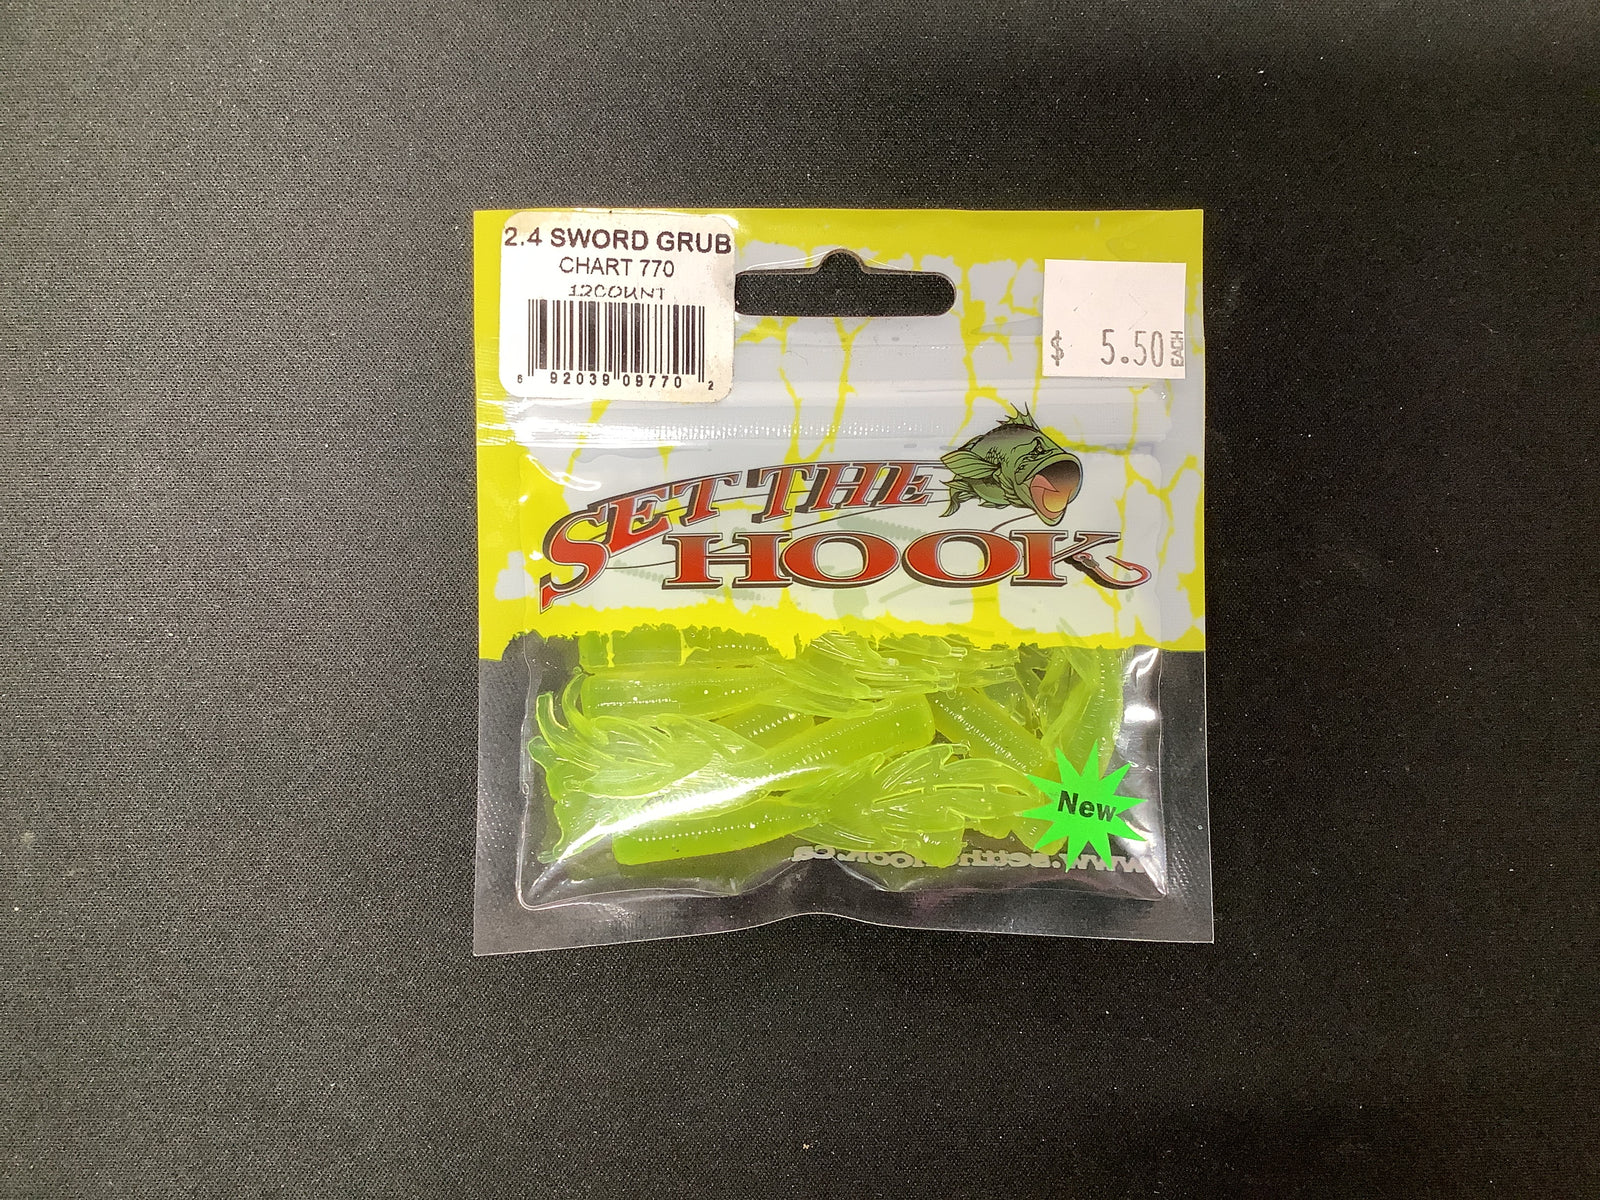 2.4 SWORD GRUB
CHART 770
12COUNT
6 92039 09770 2
$ 5.50 EACH
SET THE
HOOK
New